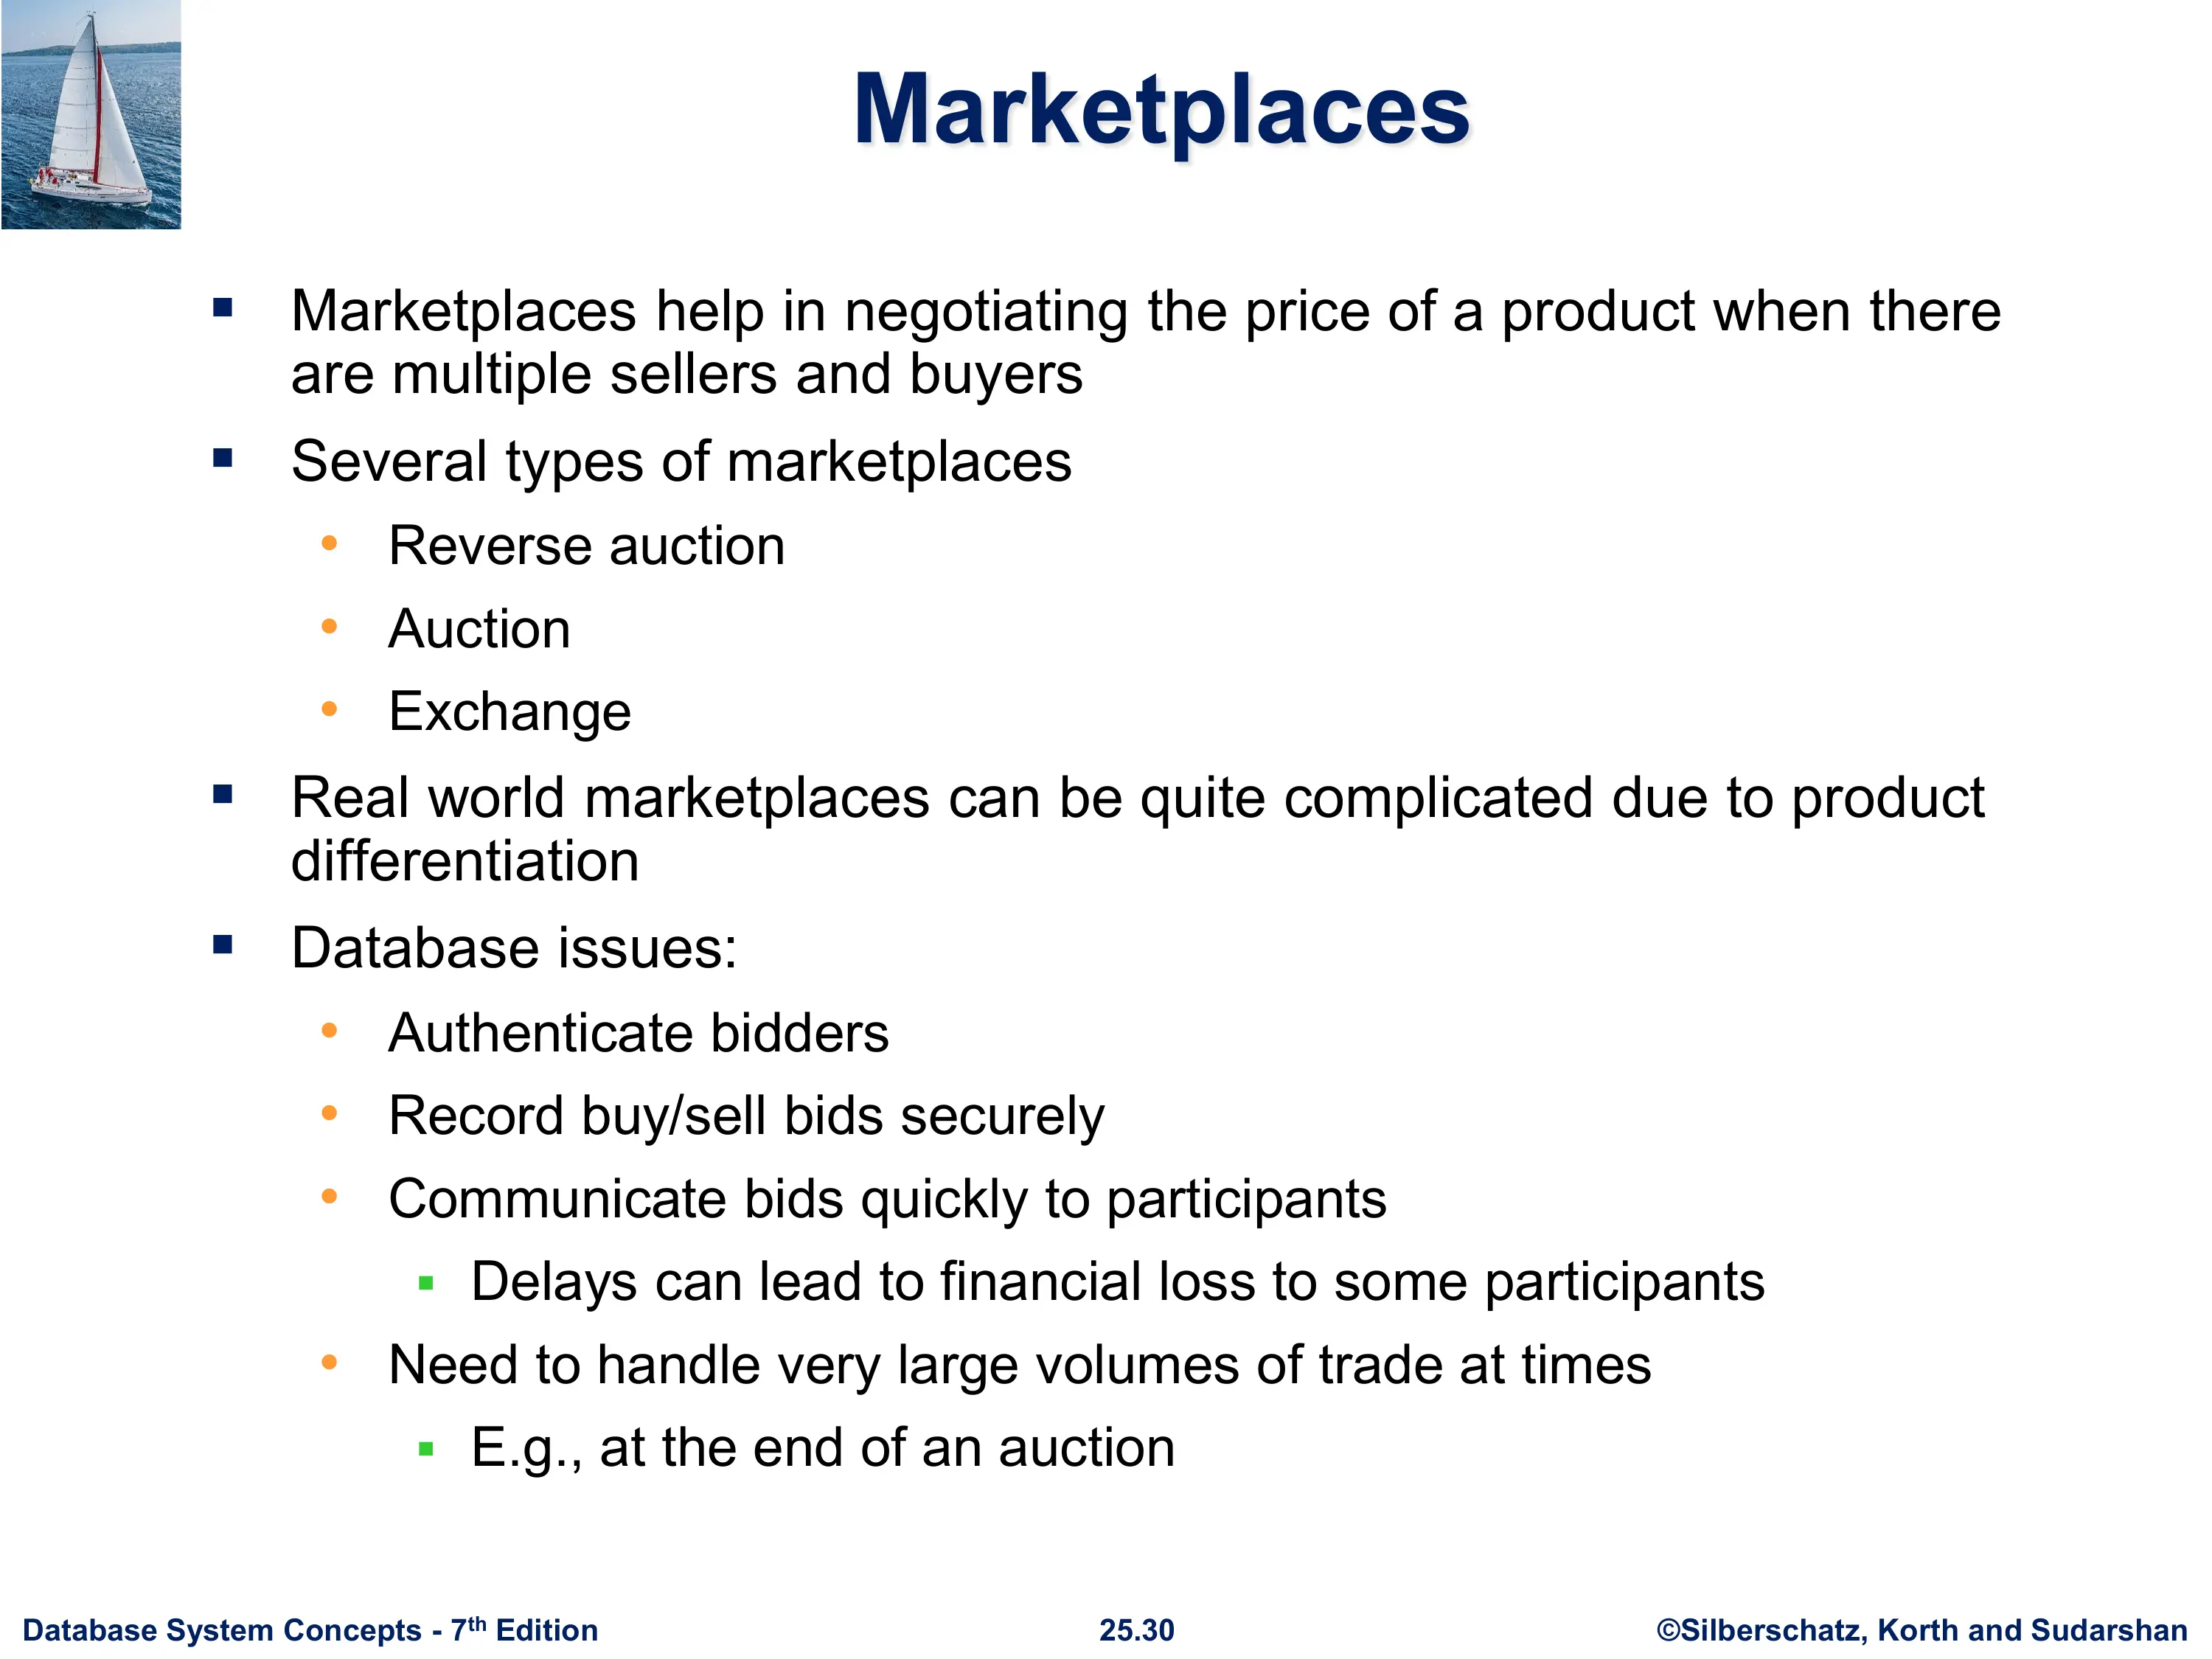 Marketplaces
▪ Marketplaces help in negotiating the price of a product when there
are multiple sellers and buyers
▪ Several types of marketplaces
• Reverse auction
• Auction
• Exchange
▪ Real world marketplaces can be quite complicated due to product
differentiation
▪ Database issues:
• Authenticate bidders
• Record buy/sell bids securely
• Communicate bids quickly to participants
▪ Delays can lead to financial loss to some participants
• Need to handle very large volumes of trade at times
▪ E.g., at the end of an auction
Database System Concepts - 7th Edition 25.30 ©Silberschatz, Korth and Sudarshan